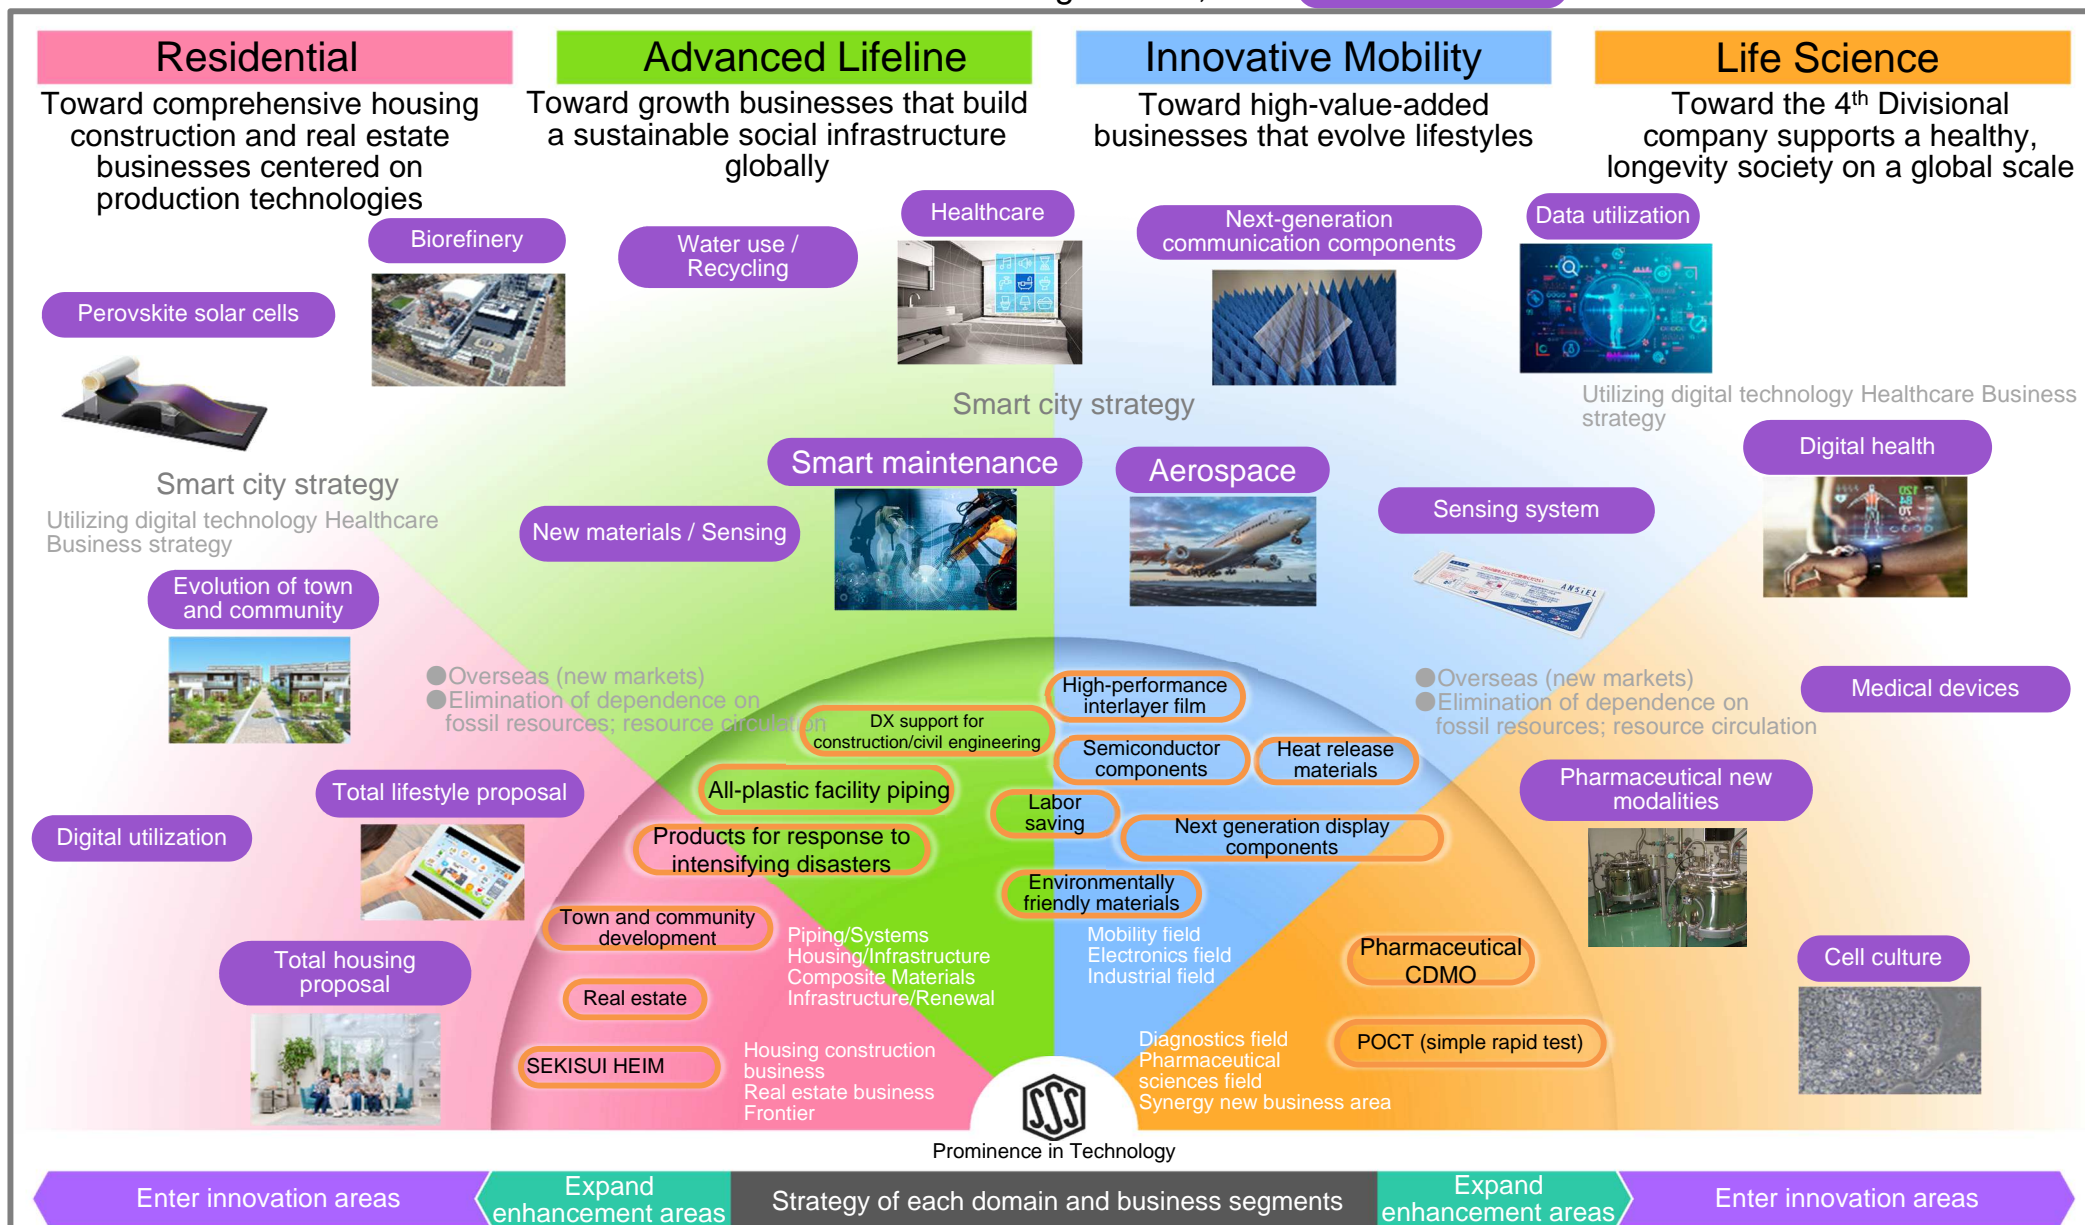 Residential
Toward comprehensive housing
construction and real estate
businesses centered on
production technologies
Advanced Lifeline
Toward growth businesses that build
a sustainable social infrastructure
globally
Innovative Mobility
Toward high-value-added
businesses that evolve lifestyles
Life Science
Toward the 4th Divisional
company supports a healthy,
longevity society on a global scale
Biorefinery
Water use /
Recycling
Healthcare
Next-generation
communication components
Data utilization
Perovskite solar cells
Smart city strategy
Utilizing digital technology Healthcare Business
strategy
Smart maintenance
Aerospace
Digital health
Smart city strategy
Utilizing digital technology Healthcare
Business strategy
New materials / Sensing
Sensing system
ANSiEL
120
84
70
Evolution of town
and community
●Overseas (new markets)
●Elimination of dependence on
fossil resources; resource circulation
High-performance
interlayer film
●Overseas (new markets)
●Elimination of dependence on
fossil resources; resource circulation
Medical devices
DX support for
construction/civil engineering
Semiconductor
components
Heat release
materials
Total lifestyle proposal
All-plastic facility piping
Labor
saving
Pharmaceutical new
modalities
Digital utilization
Products for response to
intensifying disasters
Next generation display
components
Environmentally
friendly materials
Town and community
development
Piping/Systems
Housing/Infrastructure
Composite Materials
Infrastructure/Renewal
Mobility field
Electronics field
Industrial field
Pharmaceutical
CDMO
Cell culture
Total housing
proposal
Real estate
SEKISUI HEIM
Housing construction
business
Real estate business
Frontier
Diagnostics field
Pharmaceutical
sciences field
Synergy new business area
POCT (simple rapid test)
SSS
Prominence in Technology
Enter innovation areas
Expand
enhancement areas
Strategy of each domain and business segments
Expand
enhancement areas
Enter innovation areas